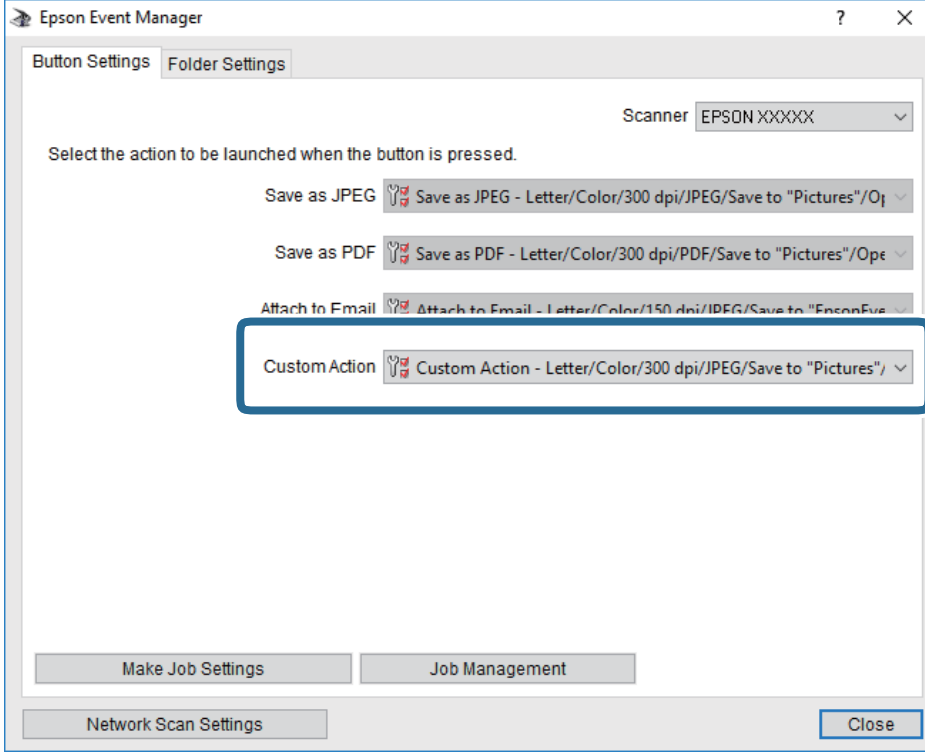 Epson Event Manager
Button Settings Folder Settings
Scanner EPSON XXXXX
Select the action to be launched when the button is pressed.
Save as JPEG Save as JPEG - Letter/Color/300 dpi/JPEG/Save to "Pictures"/Op
Save as PDF Save as PDF - Letter/Color/300 dpi/PDF/Save to "Pictures"/Ope
Attach to Email Attach to Email - Letter/Color/150 dpi/JPEG/Save to "EpsonEve
Custom Action Custom Action - Letter/Color/300 dpi/JPEG/Save to "Pictures"/
Make Job Settings Job Management
Network Scan Settings Close